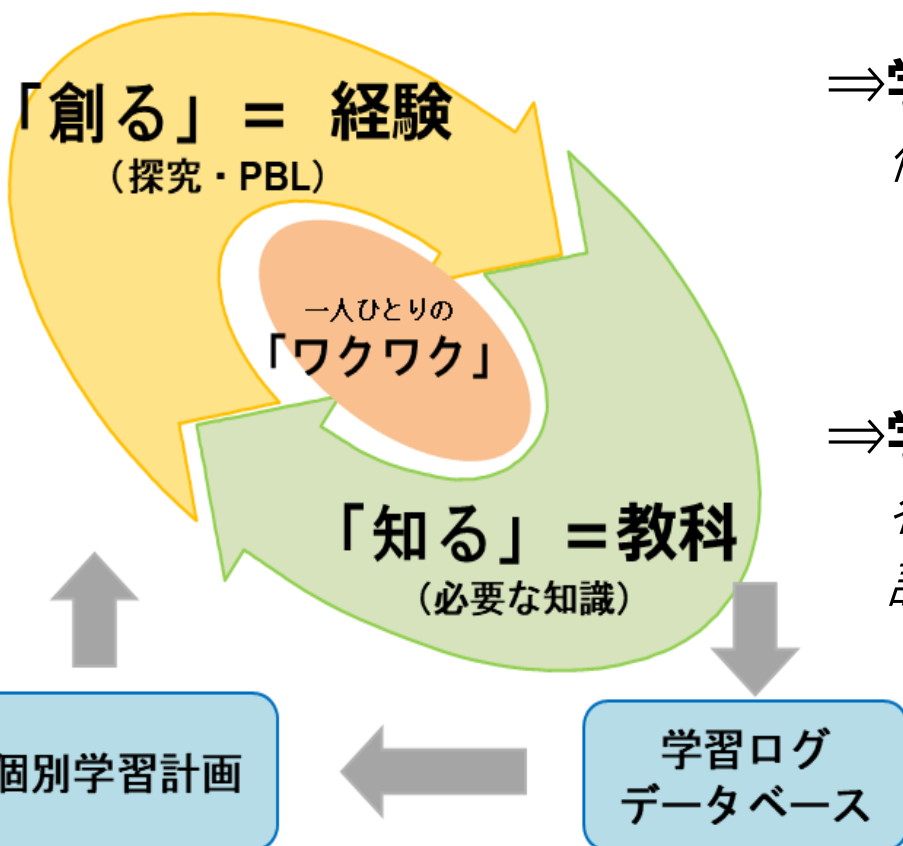 「創る」= 経験
(探究・PBL)
一人ひとりの
「ワクワク」
「知る」=教科
(必要な知識)
個別学習計画
学習ログ
データベース
⇒
⇒